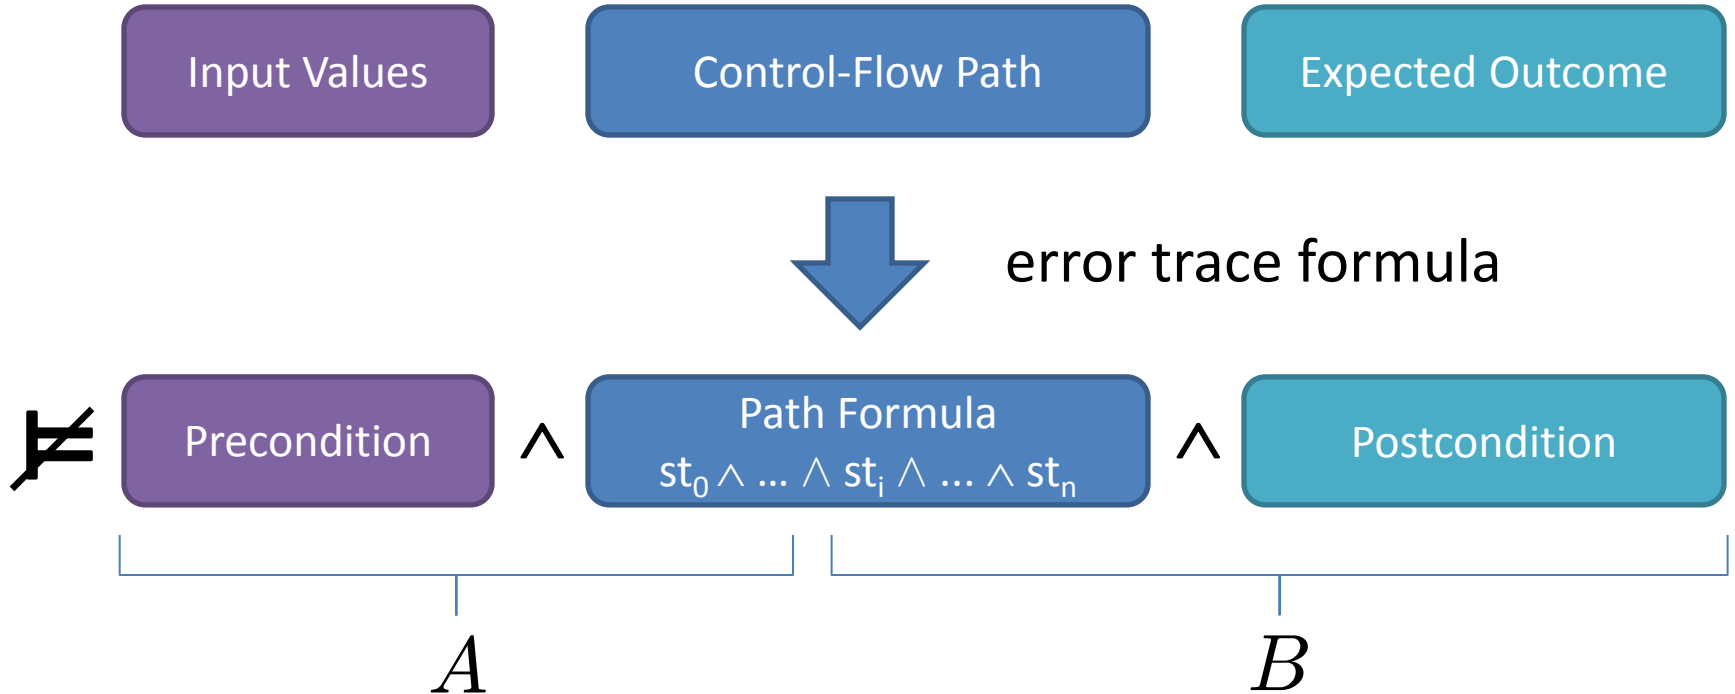 Input Values
Control-Flow Path
Expected Outcome
error trace formula
⊭ Precondition ∧
Path Formula
st₀ ∧ ... ∧ stᵢ ∧ ... ∧ stₙ
∧ Postcondition
A
B